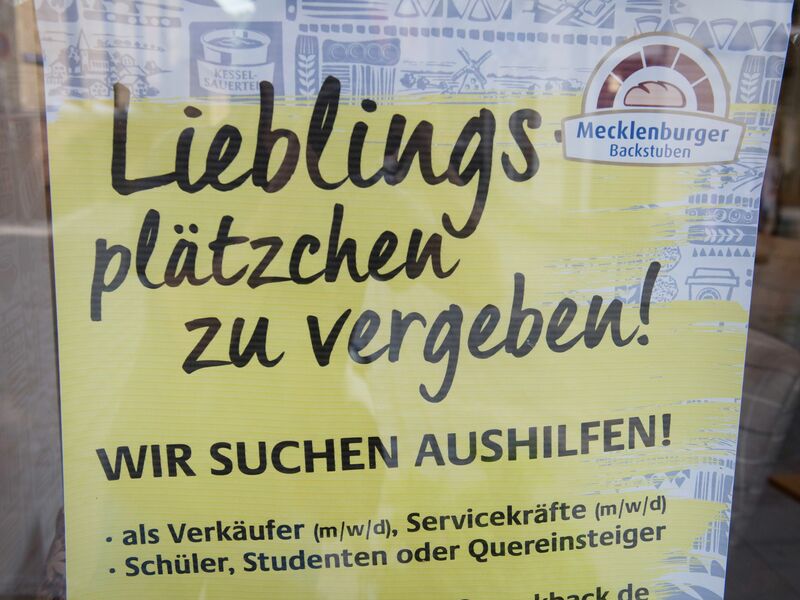 KESSEL-
SAUERTEIG
Mecklenburger
Backstuben
Lieblings-
plätzchen
zu vergeben!
WIR SUCHEN AUSHILFEN!
• als Verkäufer (m/w/d), Servicekräfte (m/w/d)
• Schüler, Studenten oder Quereinsteiger